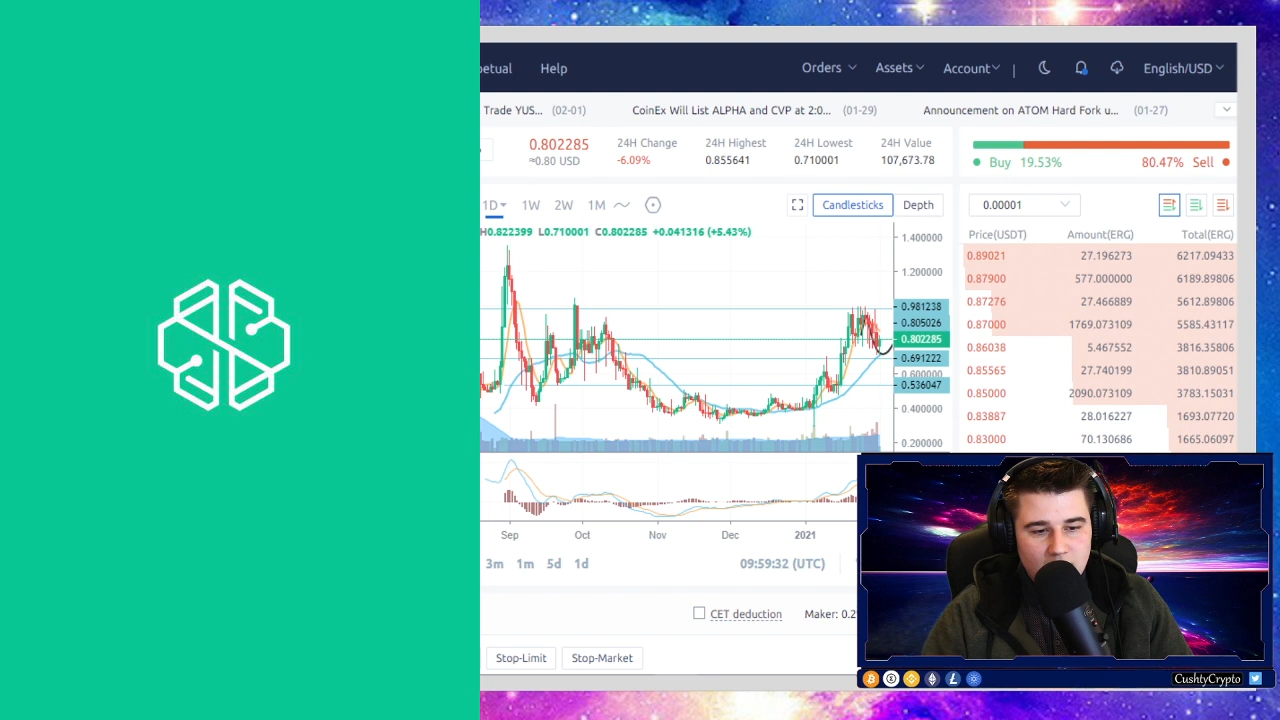 petual Help Orders Assets Account | English/USD
Trade YUS... (02-01) CoinEx Will List ALPHA and CVP at 2:0... (01-29) Announcement on ATOM Hard Fork u... (01-27)
0.802285 24H Change 24H Highest 24H Lowest 24H Value
≈0.80 USD -6.09% 0.855641 0.710001 107,673.78
Buy 19.53% 80.47% Sell
1D 1W 2W 1M Candlesticks Depth
0.00001
H0.822399 L0.710001 C0.802285 +0.041316 (+5.43%)
Price(USDT) Amount(ERG) Total(ERG)
0.89021 27.196273 6217.09433
0.87900 577.000000 6189.89806
0.87276 27.466889 5612.89806
0.87000 1769.073109 5585.43117
0.86038 5.467552 3816.35806
0.85565 27.740199 3810.89051
0.85000 2090.073109 3783.15031
0.83887 28.016227 1693.07720
0.83000 70.130686 1665.06097
1.400000
1.200000
0.981238
0.805026
0.802285
0.691222
0.600000
0.536047
0.400000
0.200000
Sep Oct Nov Dec 2021
3m 1m 5d 1d 09:59:32 (UTC)
CET deduction Maker: 0.2
Stop-Limit Stop-Market
CushtyCrypto